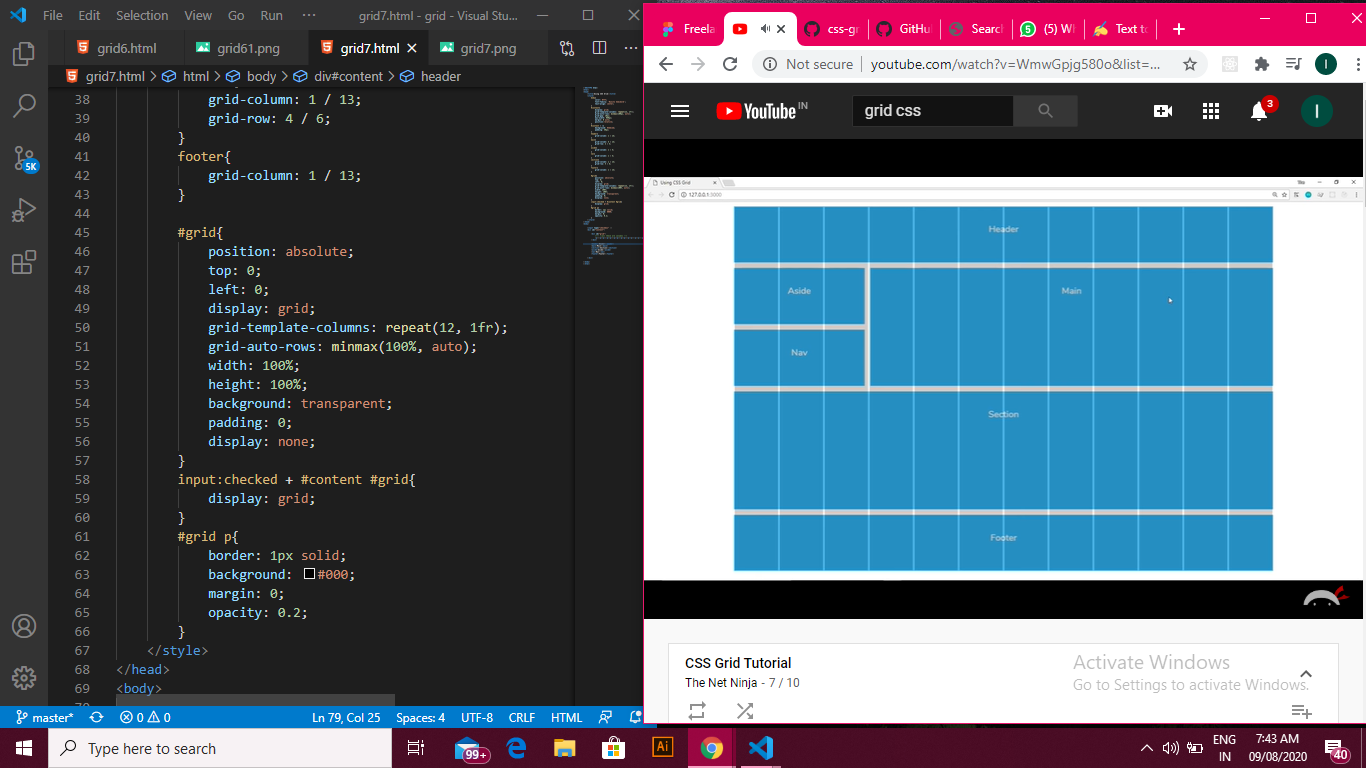 File Edit Selection View Go Run ··· grid7.html - grid - Visual Stu...
grid6.html grid61.png grid7.html grid7.png ···
grid7.html > html > body > div#content > header
38 grid-column: 1 / 13;
39 grid-row: 4 / 6;
40 }
41 footer{
42 grid-column: 1 / 13;
43 }
44
45 #grid{
46 position: absolute;
47 top: 0;
48 left: 0;
49 display: grid;
50 grid-template-columns: repeat(12, 1fr);
51 grid-auto-rows: minmax(100%, auto);
52 width: 100%;
53 height: 100%;
54 background: transparent;
55 padding: 0;
56 display: none;
57 }
58 input:checked + #content #grid{
59 display: grid;
60 }
61 #grid p{
62 border: 1px solid;
63 background: #000;
64 margin: 0;
65 opacity: 0.2;
66 }
67 </style>
68 </head>
69 <body>
5K
master* 0 0 Ln 79, Col 25 Spaces: 4 UTF-8 CRLF HTML
Freela css-gr GitHu Searc (5) W Text to
Not secure | youtube.com/watch?v=WmwGpjg580o&list=... I
YouTube IN grid css 3 I
Using CSS Grid
127.0.0.1:3000
Header
Aside Main
Nav
Section
Footer
CSS Grid Tutorial
The Net Ninja - 7 / 10
Activate Windows
Go to Settings to activate Windows.
Type here to search 99+ Ai ENG IN 7:43 AM 09/08/2020 40